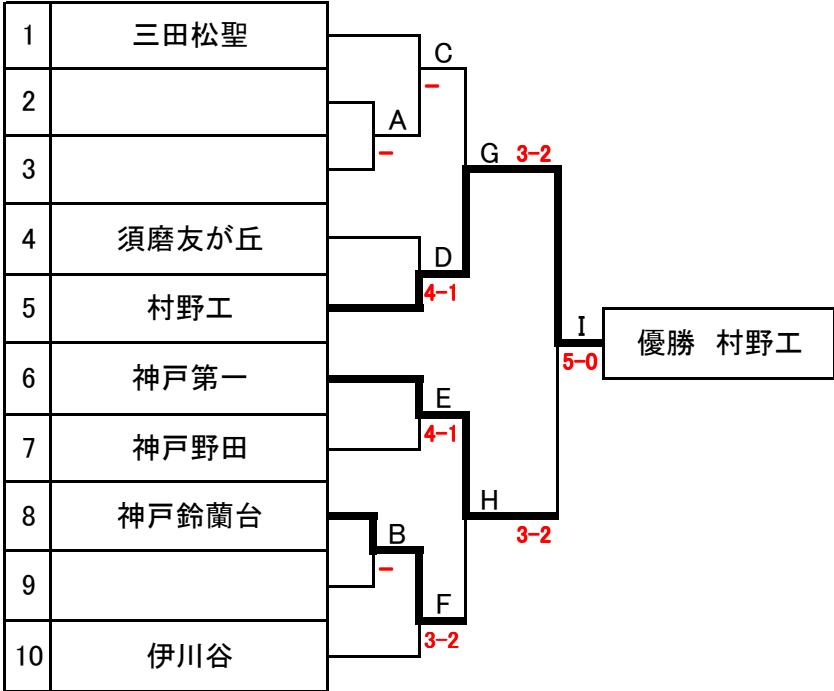 1 三田松聖
2
3
4 須磨友が丘
5 村野工
6 神戸第一
7 神戸野田
8 神戸鈴蘭台
9
10 伊川谷
C
-
A
-
G 3-2
D
4-1
I
5-0
優勝 村野工
E
4-1
H
3-2
B
-
F
3-2